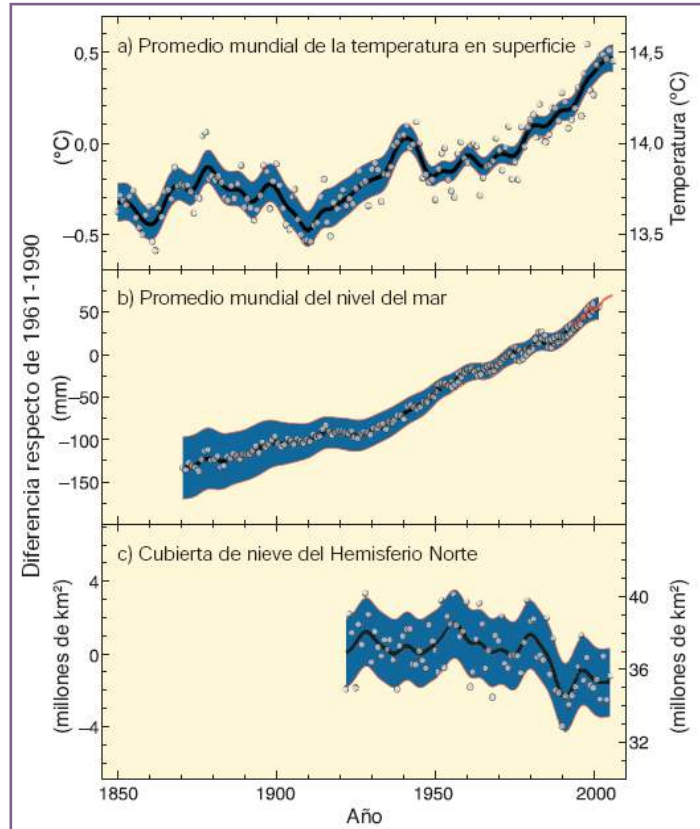 a) Promedio mundial de la temperatura en superficie
0,5
0,0
−0,5
(°C)
14,5
14,0
13,5
Temperatura (°C)
b) Promedio mundial del nivel del mar
50
0
−50
−100
−150
(mm)
Diferencia respecto de 1961-1990
c) Cubierta de nieve del Hemisferio Norte
4
0
−4
(millones de km²)
40
36
32
(millones de km²)
1850
1900
1950
2000
Año